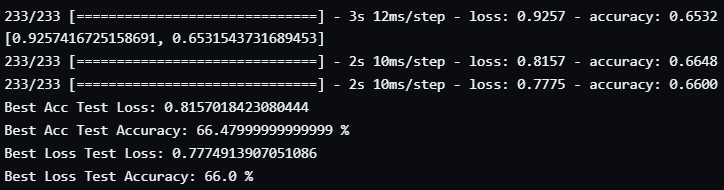 233/233 [==============================] - 3s 12ms/step - loss: 0.9257 - accuracy: 0.6532
[0.9257416725158691, 0.6531543731689453]
233/233 [==============================] - 2s 10ms/step - loss: 0.8157 - accuracy: 0.6648
233/233 [==============================] - 2s 10ms/step - loss: 0.7775 - accuracy: 0.6600
Best Acc Test Loss: 0.8157018423080444
Best Acc Test Accuracy: 66.47999999999999 %
Best Loss Test Loss: 0.7774913907051086
Best Loss Test Accuracy: 66.0 %